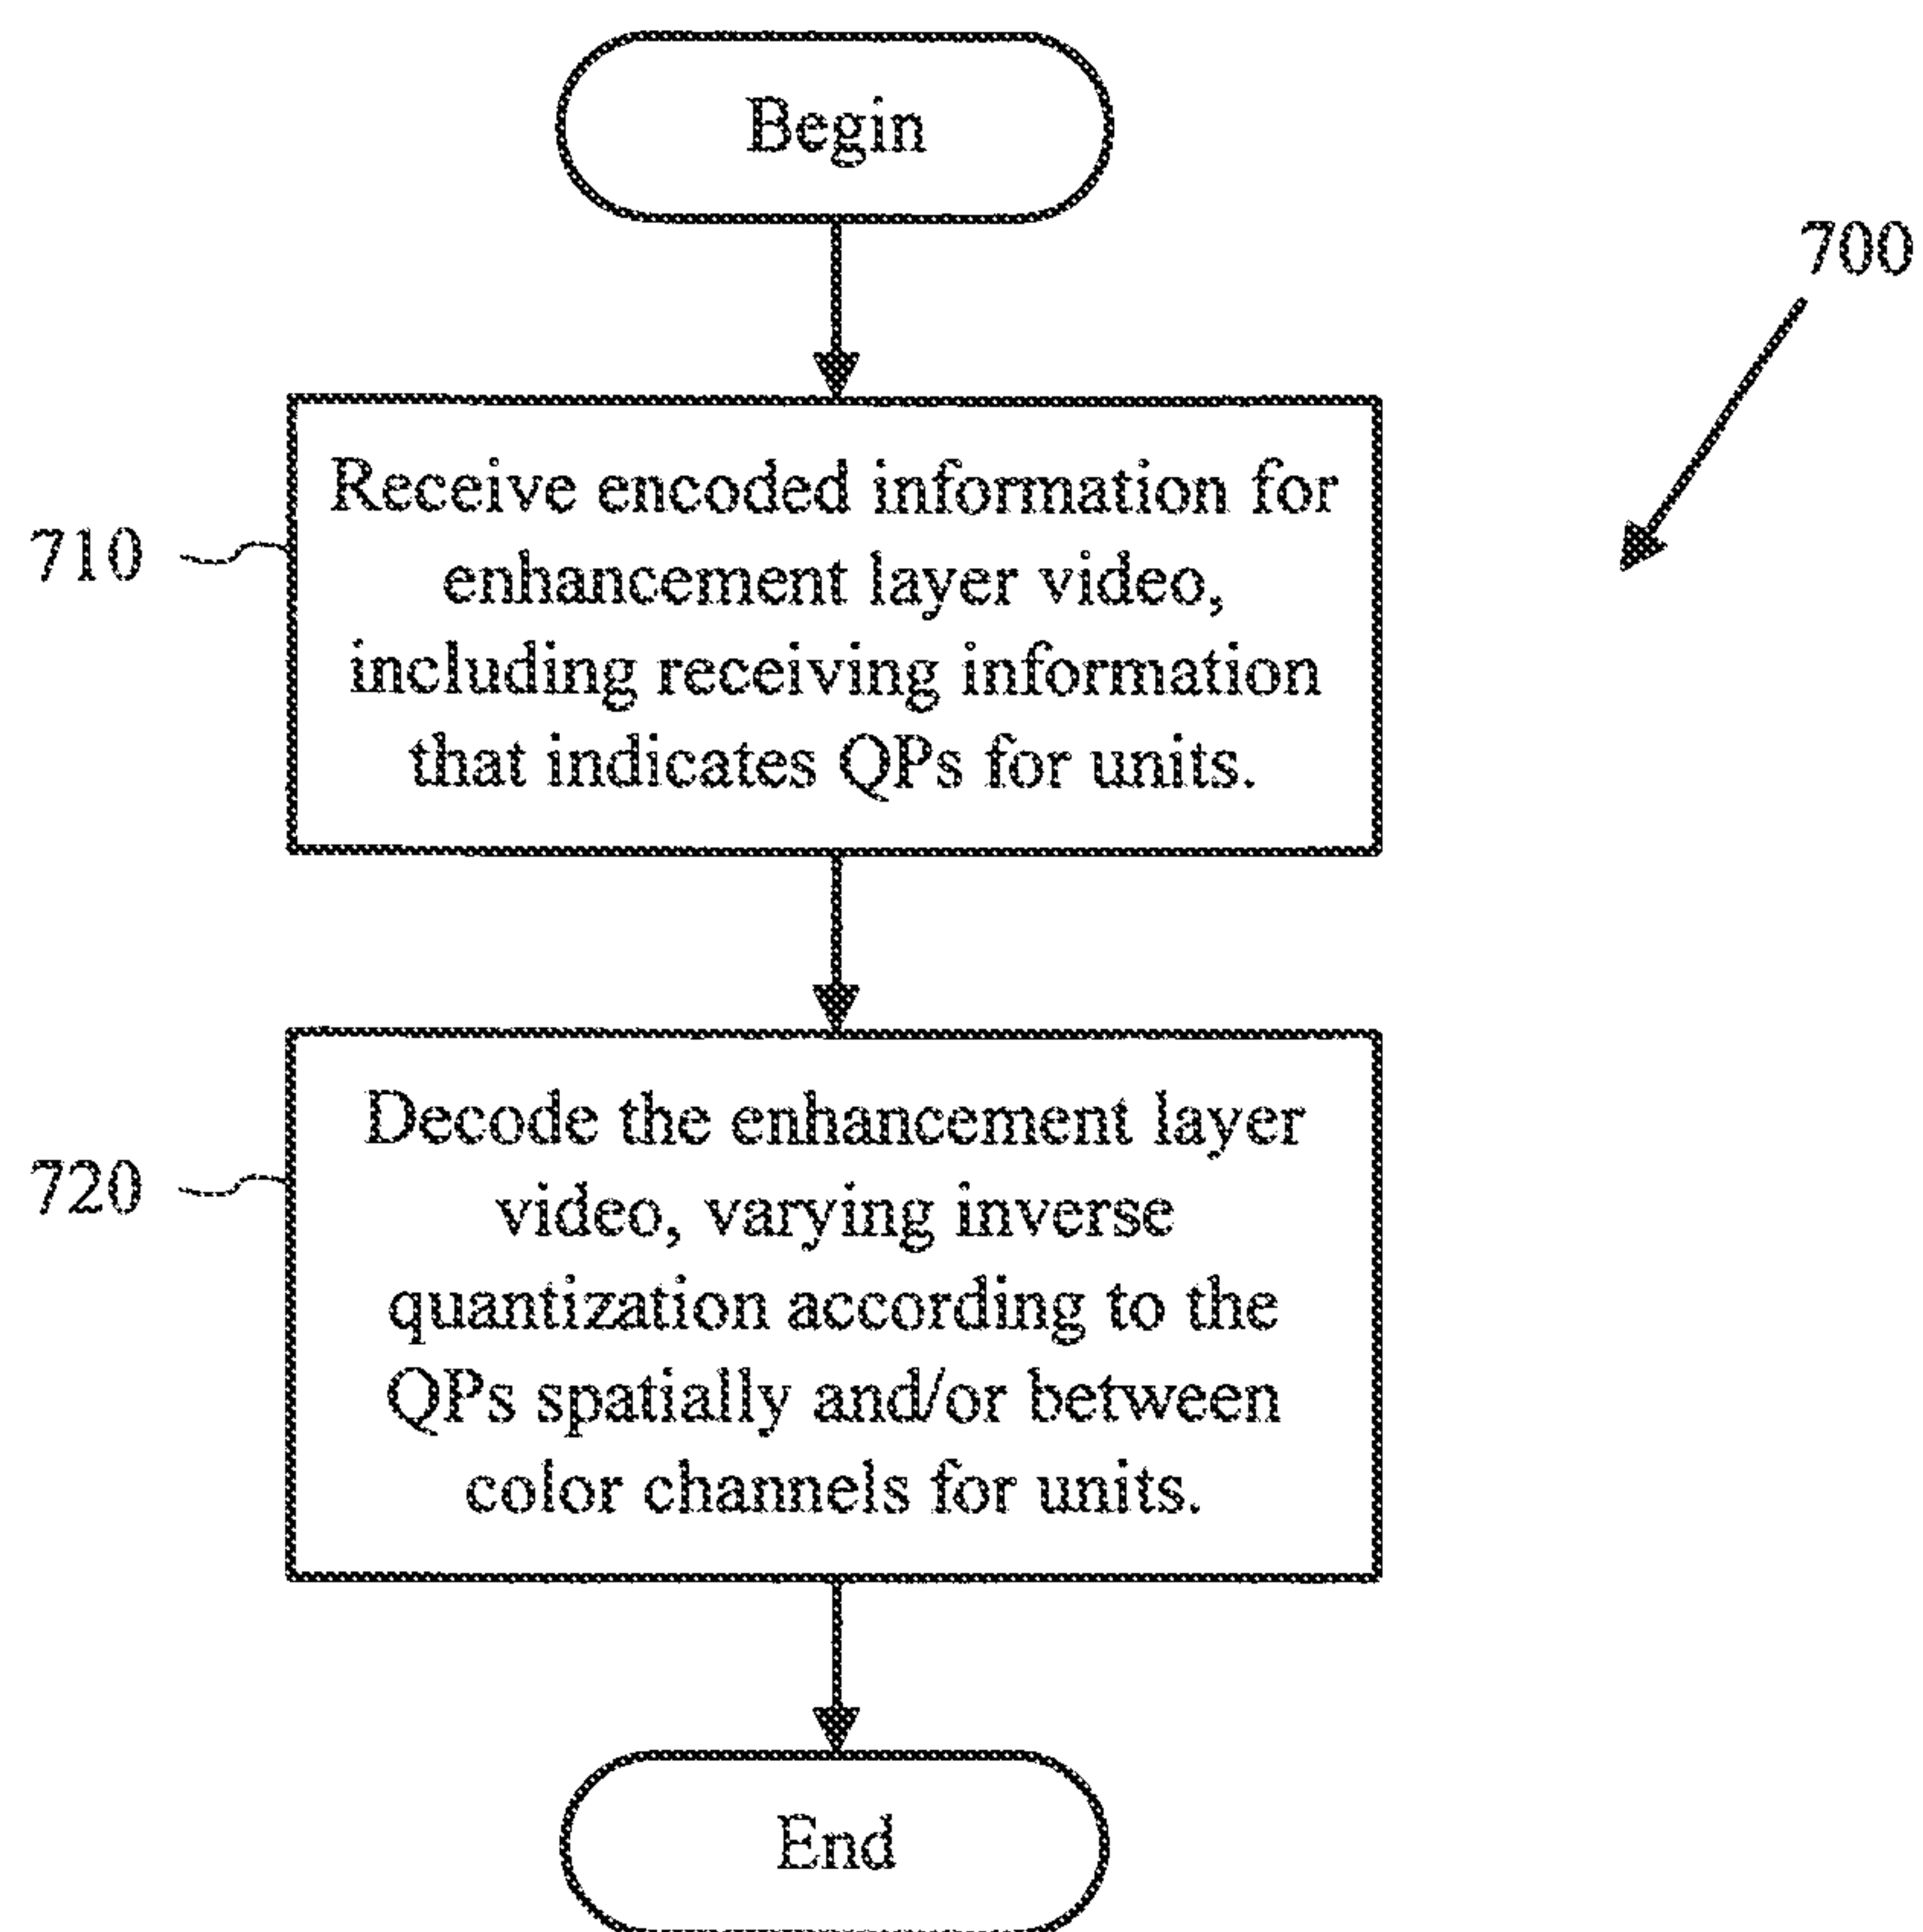 Begin
700
710
Receive encoded information for
enhancement layer video,
including receiving information
that indicates QPs for units.
720
Decode the enhancement layer
video, varying inverse
quantization according to the
QPs spatially and/or between
color channels for units.
End